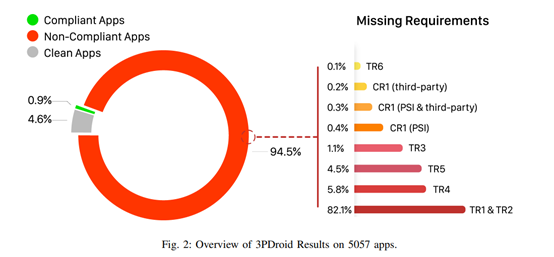 Compliant Apps
Non-Compliant Apps
Clean Apps
0.9%
4.6%
94.5%
Missing Requirements
0.1% TR6
0.2% CR1 (third-party)
0.3% CR1 (PSI & third-party)
0.4% CR1 (PSI)
1.1% TR3
4.5% TR5
5.8% TR4
82.1% TR1 & TR2
Fig. 2: Overview of 3PDroid Results on 5057 apps.